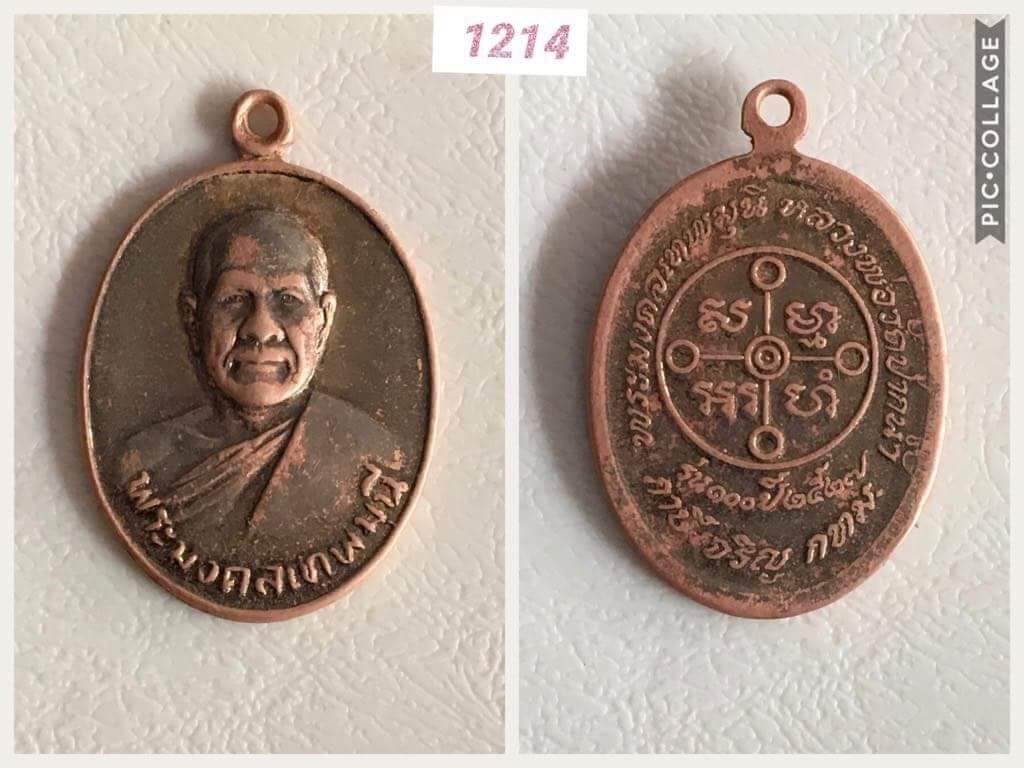 1214
PIC•COLLAGE
พระมงคลเทพมุนี
พระมงคลเทพมุนี หลวงพ่อวัดปากน้ำ
รุ่น ๑๐๐ ปี ๒๕๒๗
ภาษีเจริญ กทม.